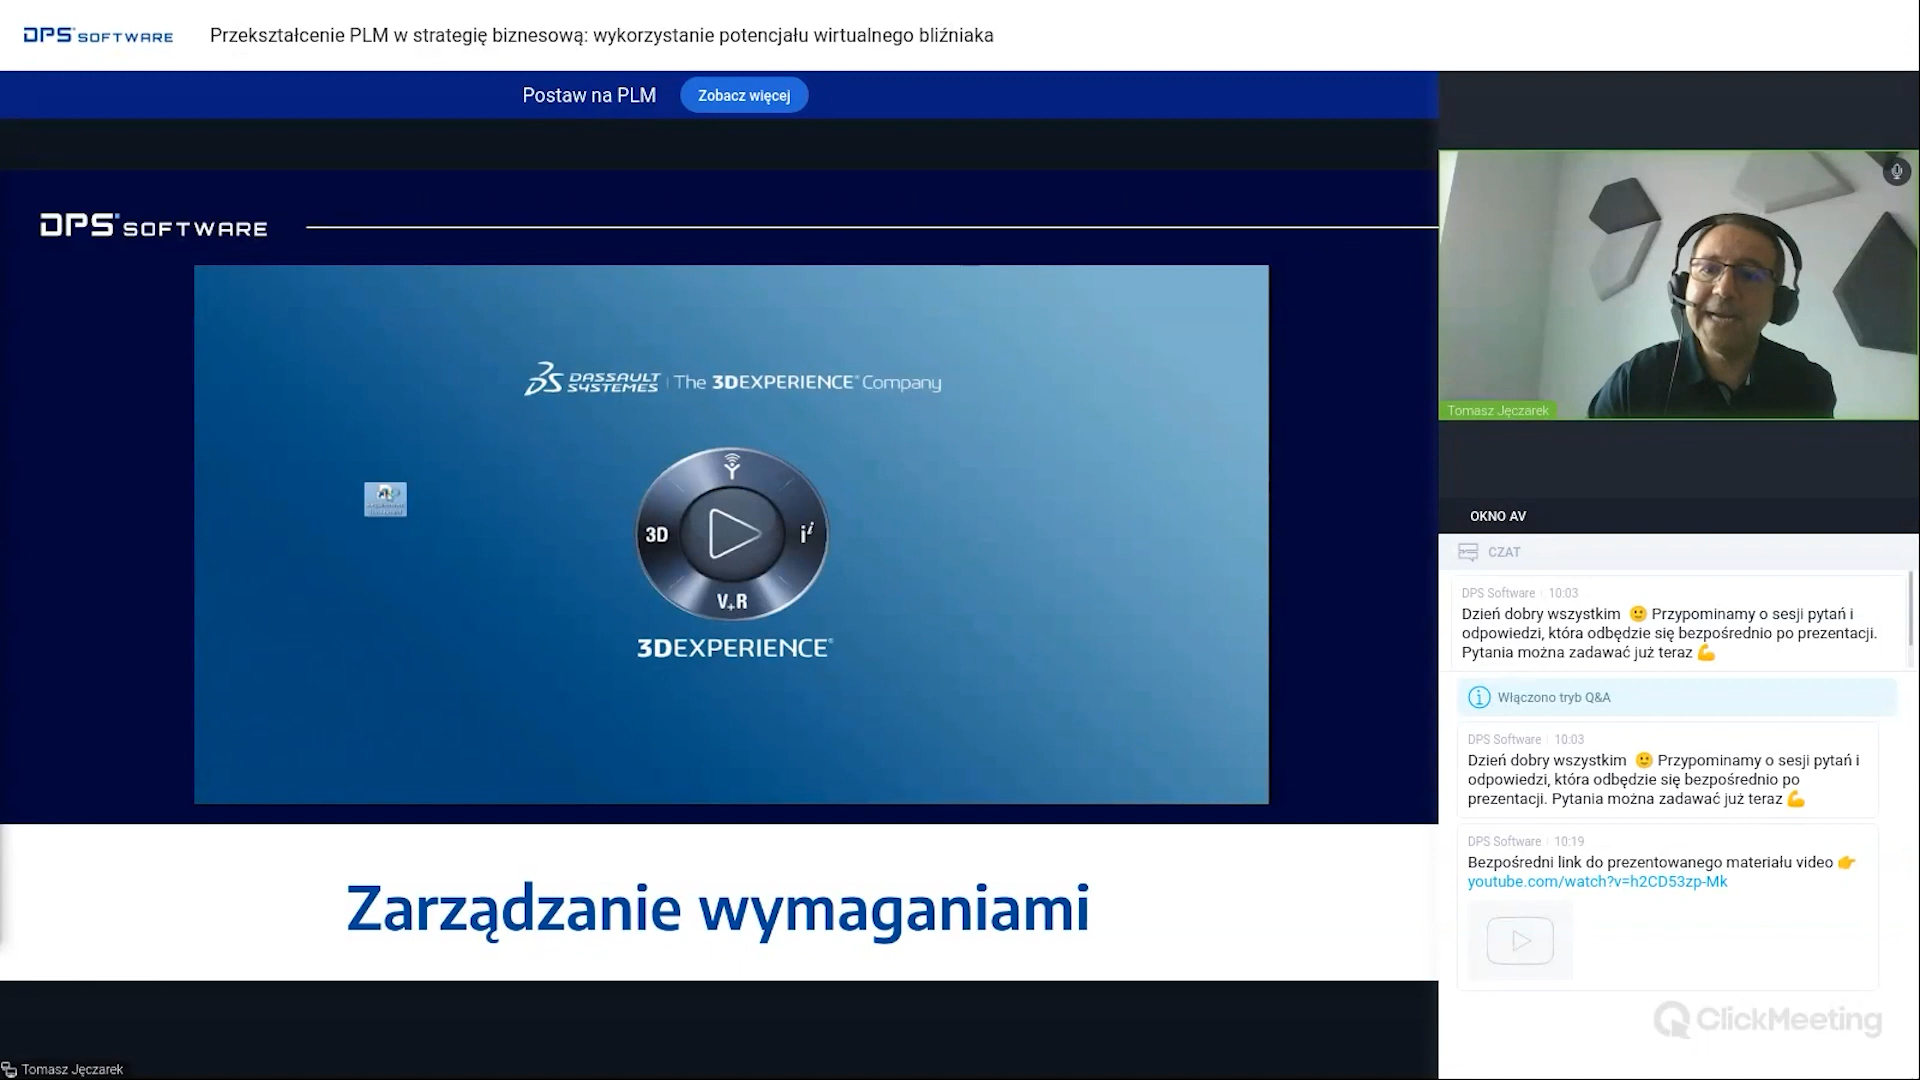 DPS SOFTWARE
Przekształcenie PLM w strategię biznesową: wykorzystanie potencjału wirtualnego bliźniaka
Postaw na PLM
Zobacz więcej
DPS SOFTWARE
DASSAULT SYSTEMES | The 3DEXPERIENCE® Company
3D
i
V+R
3DEXPERIENCE®
Zarządzanie wymaganiami
Tomasz Jęczarek
Tomasz Jęczarek
OKNO AV
CZAT
DPS Software 10:03
Dzień dobry wszystkim 🙂 Przypominamy o sesji pytań i
odpowiedzi, która odbędzie się bezpośrednio po prezentacji.
Pytania można zadawać już teraz 💪
Włączono tryb Q&A
DPS Software 10:03
Dzień dobry wszystkim 🙂 Przypominamy o sesji pytań i
odpowiedzi, która odbędzie się bezpośrednio po
prezentacji. Pytania można zadawać już teraz 💪
DPS Software 10:19
Bezpośredni link do prezentowanego materiału video 👉
youtube.com/watch?v=h2CD53zp-Mk
ClickMeeting